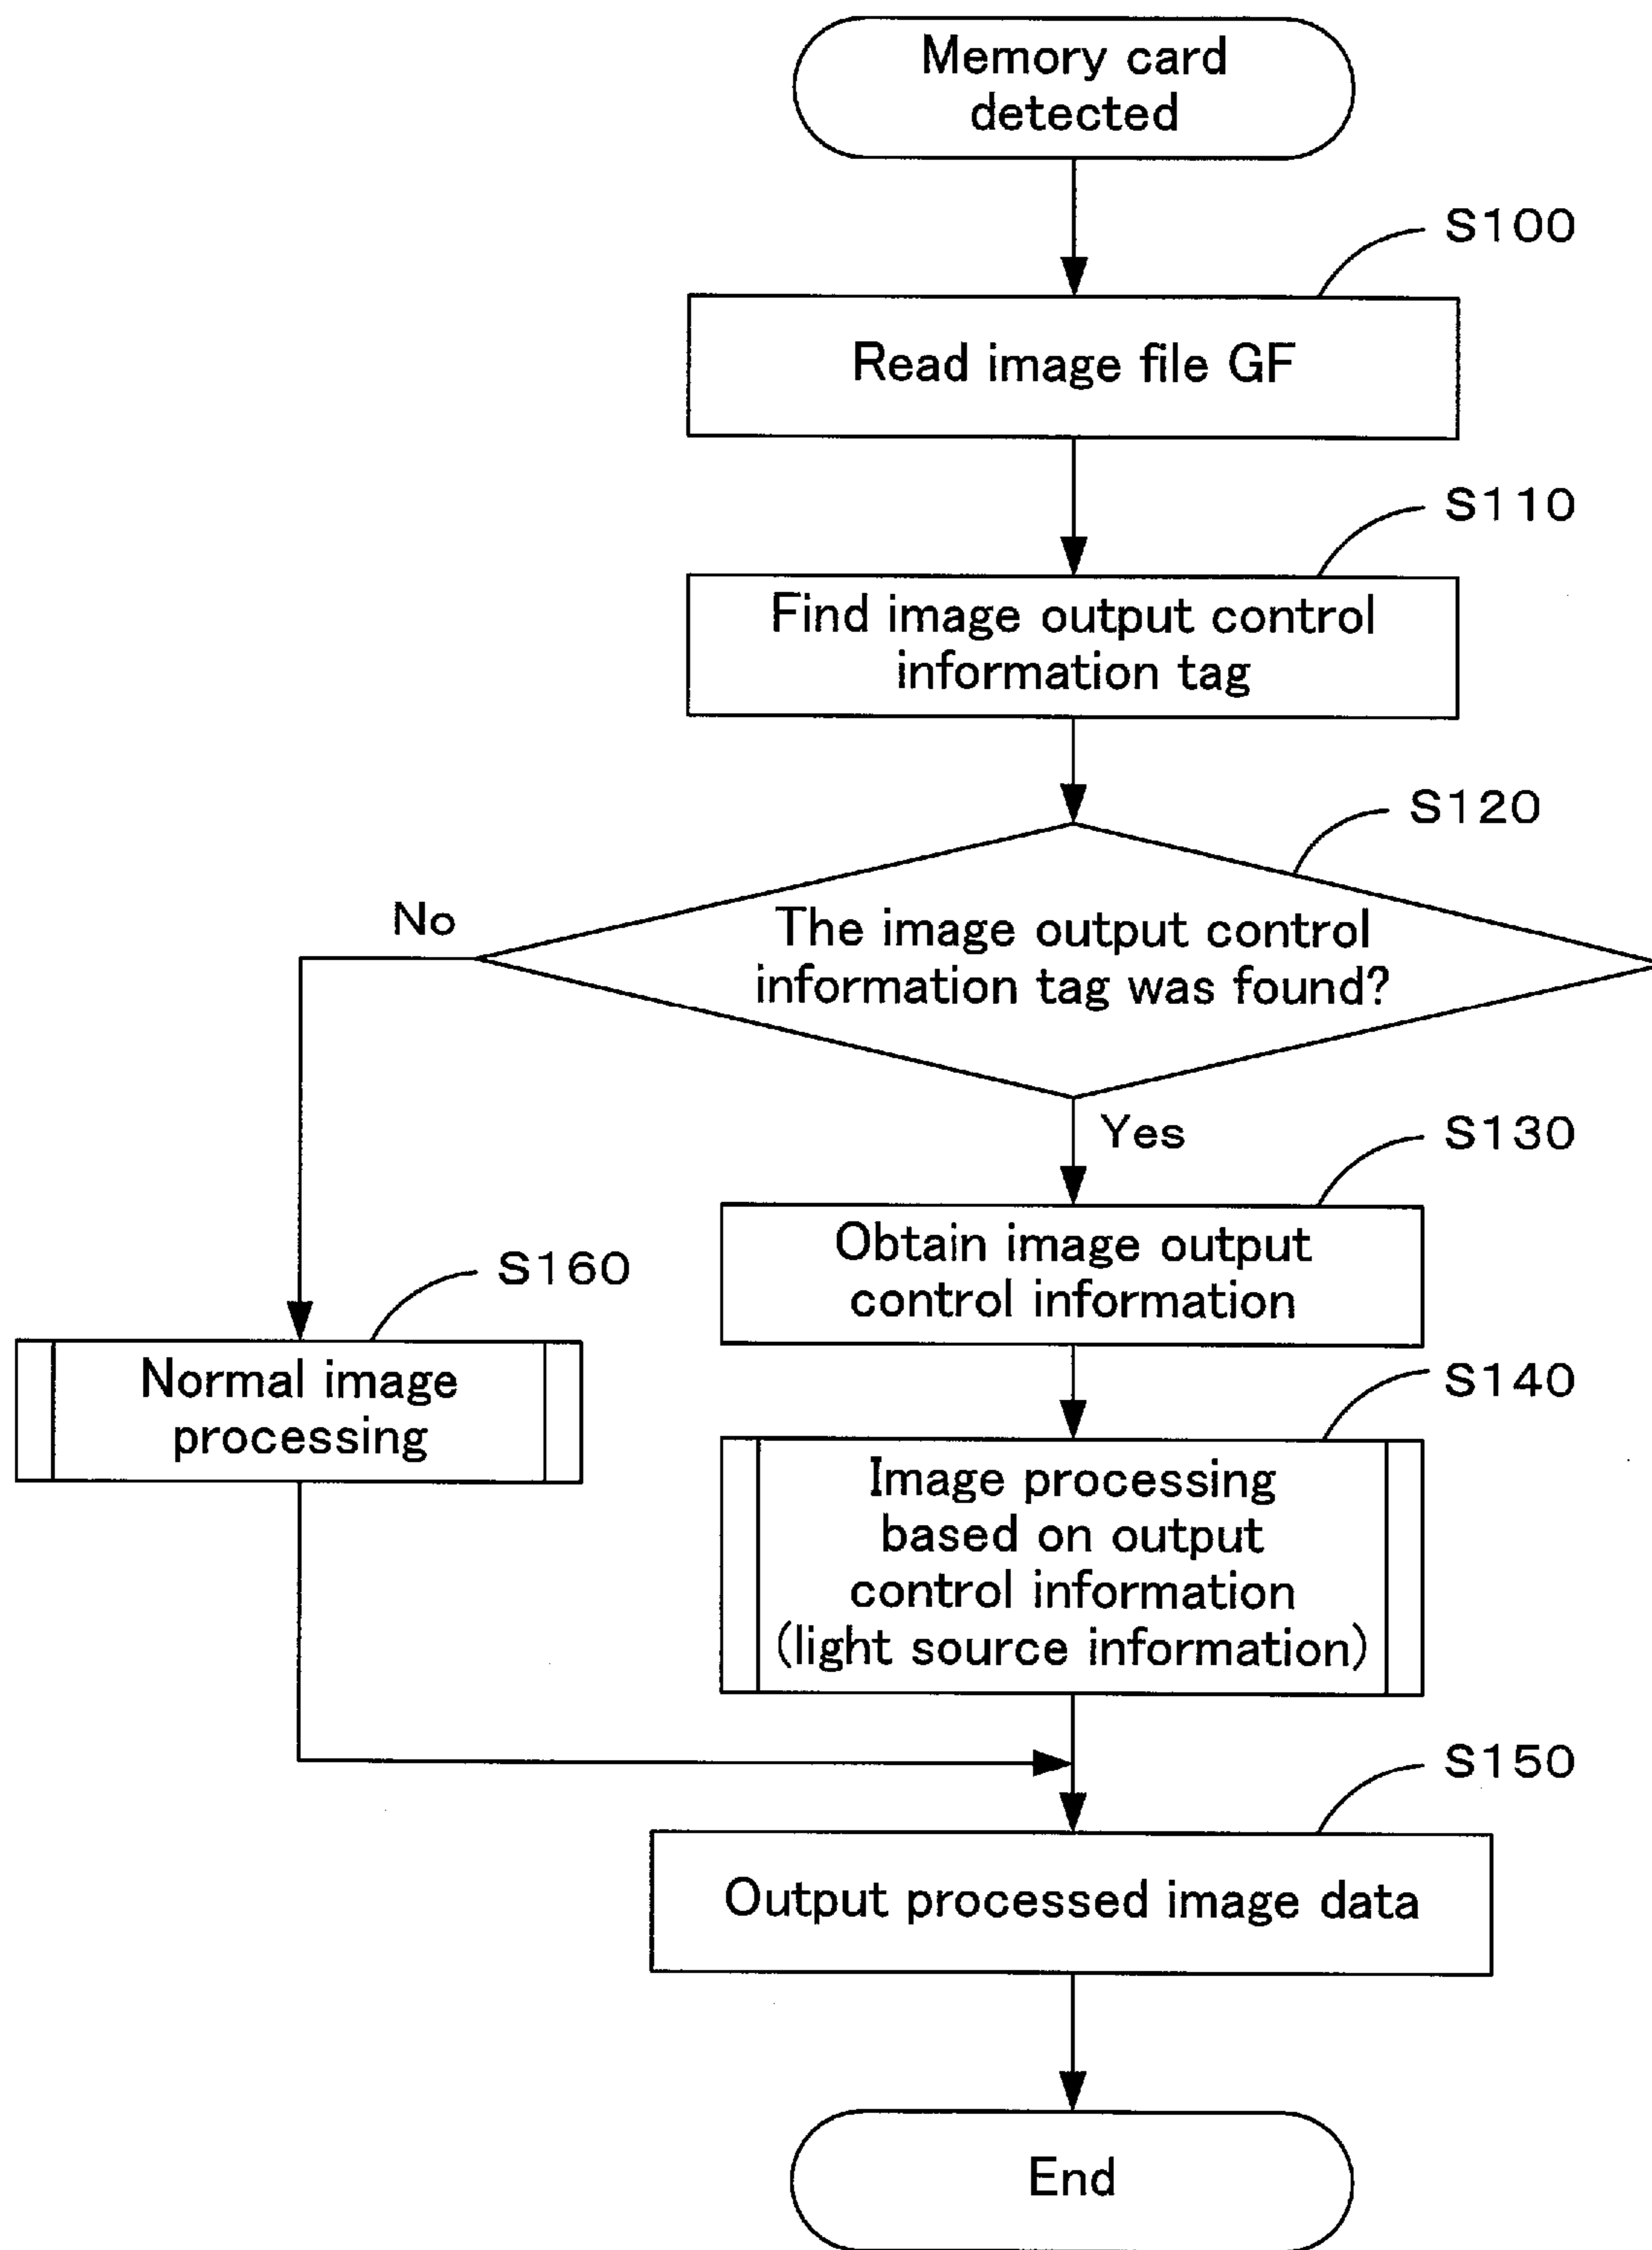 Memory card
detected
S100
Read image file GF
S110
Find image output control
information tag
S120
No
The image output control
information tag was found?
Yes
S130
Obtain image output
control information
S160
Normal image
processing
S140
Image processing
based on output
control information
(light source information)
S150
Output processed image data
End